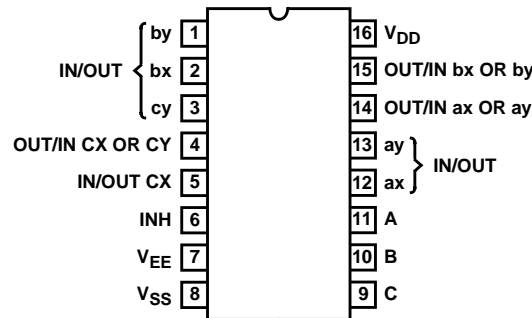 by 1
bx 2
IN/OUT
cy 3
OUT/IN CX OR CY 4
IN/OUT CX 5
INH 6
VEE 7
VSS 8
16 VDD
15 OUT/IN bx OR by
14 OUT/IN ax OR ay
13 ay
IN/OUT
12 ax
11 A
10 B
9 C